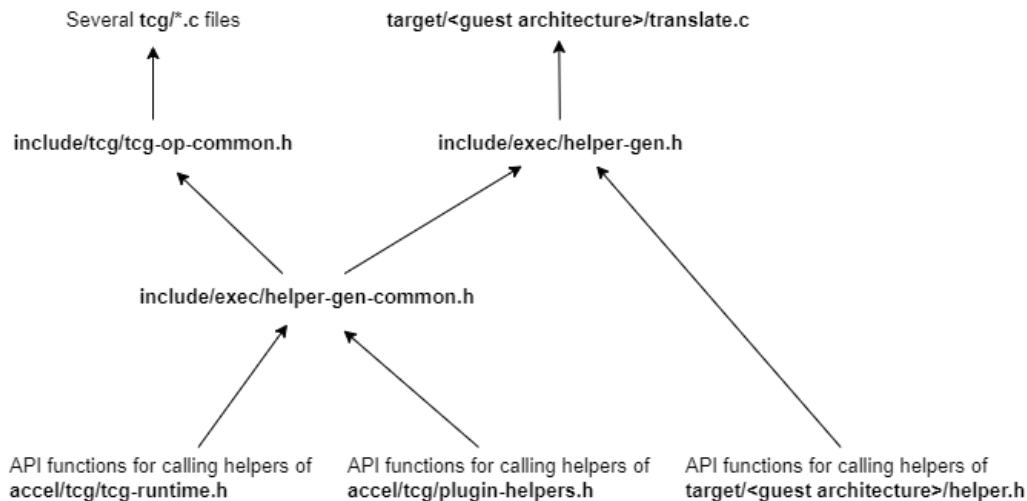 Several tcg/*.c files
target/<guest architecture>/translate.c
include/tcg/tcg-op-common.h
include/exec/helper-gen.h
include/exec/helper-gen-common.h
API functions for calling helpers of
accel/tcg/tcg-runtime.h
API functions for calling helpers of
accel/tcg/plugin-helpers.h
API functions for calling helpers of
target/<guest architecture>/helper.h